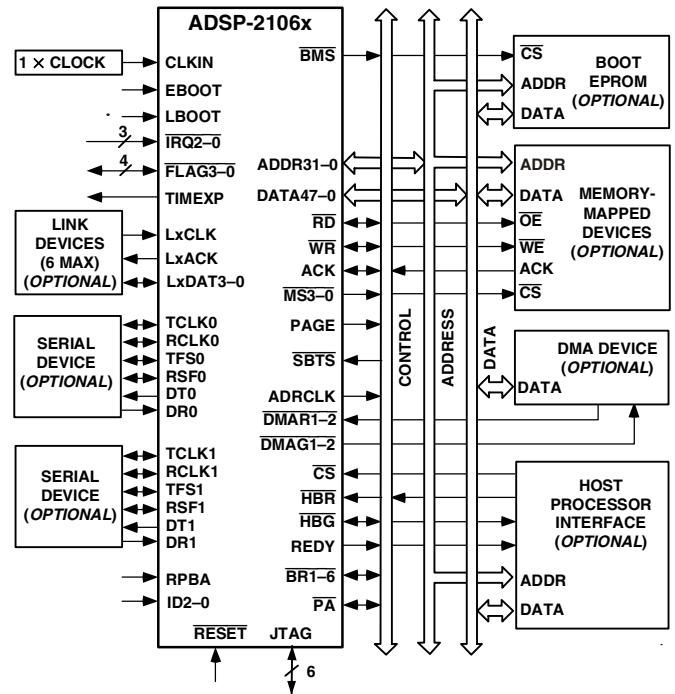 ADSP-2106x
1 × CLOCK
CLKIN
EBOOT
LBOOT
3
IRQ2–0
4
FLAG3–0
TIMEXP
LINK
DEVICES
(6 MAX)
(OPTIONAL)
LxCLK
LxACK
LxDAT3–0
SERIAL
DEVICE
(OPTIONAL)
TCLK0
RCLK0
TFS0
RSF0
DT0
DR0
SERIAL
DEVICE
(OPTIONAL)
TCLK1
RCLK1
TFS1
RSF1
DT1
DR1
RPBA
ID2–0
RESET
JTAG
6
BMS
ADDR31–0
DATA47–0
RD
WR
ACK
MS3–0
PAGE
SBTS
ADRCLK
DMAR1–2
DMAG1–2
CS
HBR
HBG
REDY
BR1–6
PA
CONTROL
ADDRESS
DATA
CS
ADDR
DATA
BOOT
EPROM
(OPTIONAL)
ADDR
DATA
OE
WE
ACK
CS
MEMORY-
MAPPED
DEVICES
(OPTIONAL)
DMA DEVICE
(OPTIONAL)
DATA
HOST
PROCESSOR
INTERFACE
(OPTIONAL)
ADDR
DATA